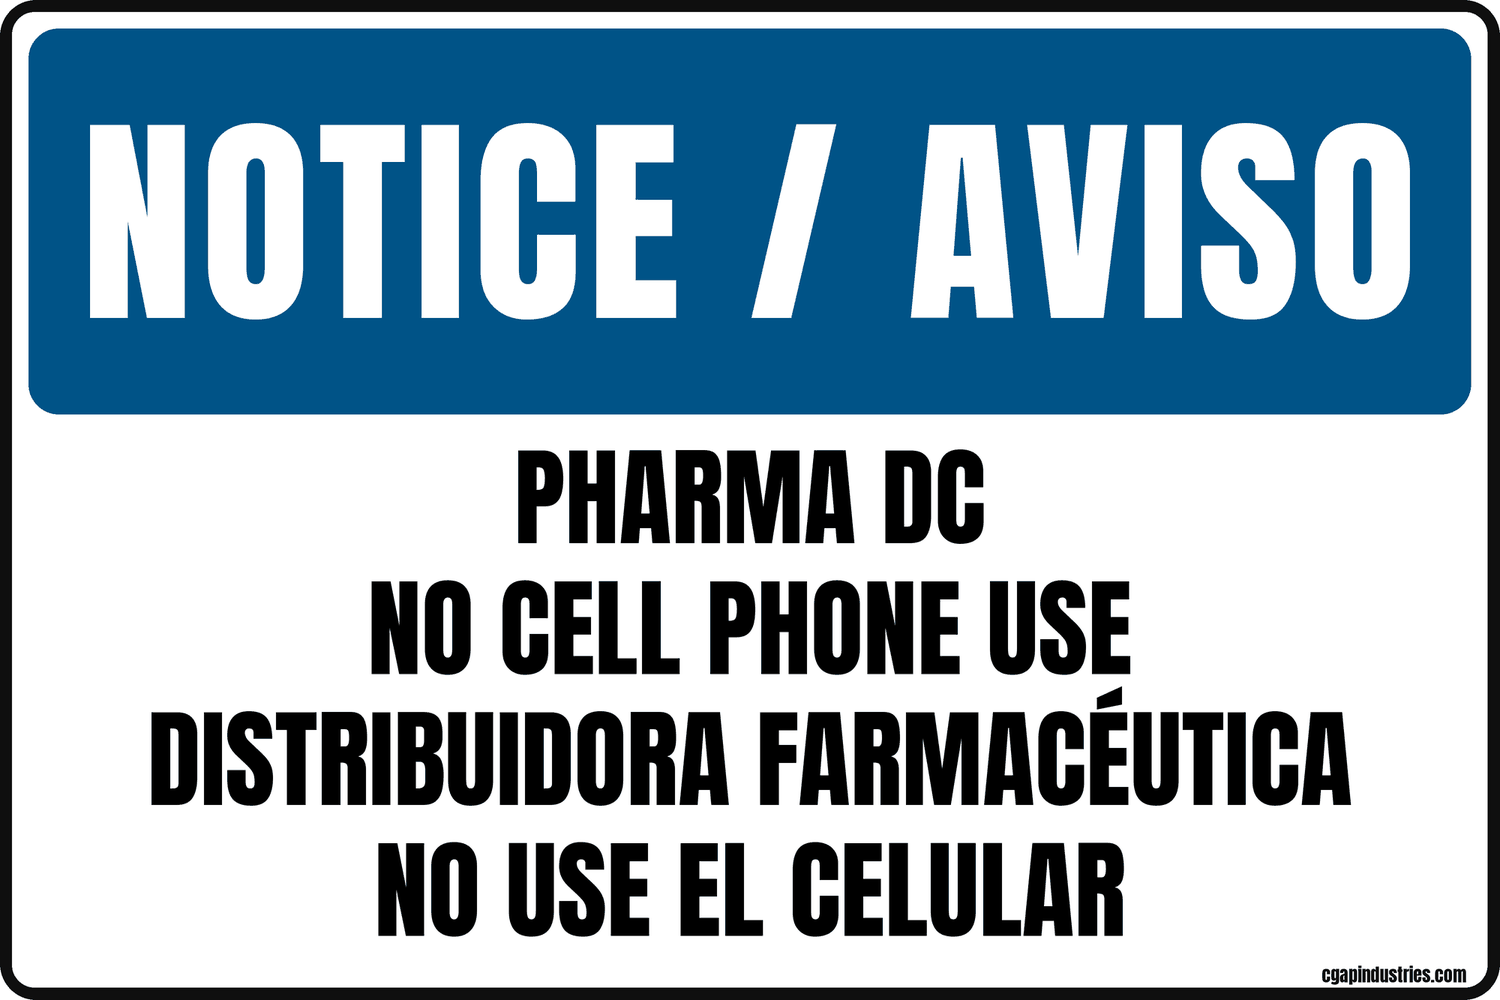 NOTICE / AVISO
PHARMA DC
NO CELL PHONE USE
DISTRIBUIDORA FARMACÉUTICA
NO USE EL CELULAR
cgapindustries.com